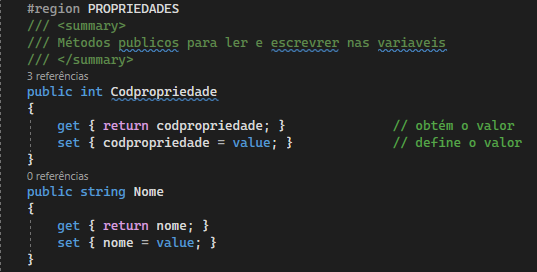 #region PROPRIEDADES
/// <summary>
/// Métodos publicos para ler e escrevrer nas variaveis
/// </summary>
3 referências
public int Codpropriedade
{
get { return codpropriedade; } // obtém o valor
set { codpropriedade = value; } // define o valor
}
0 referências
public string Nome
{
get { return nome; }
set { nome = value; }
}